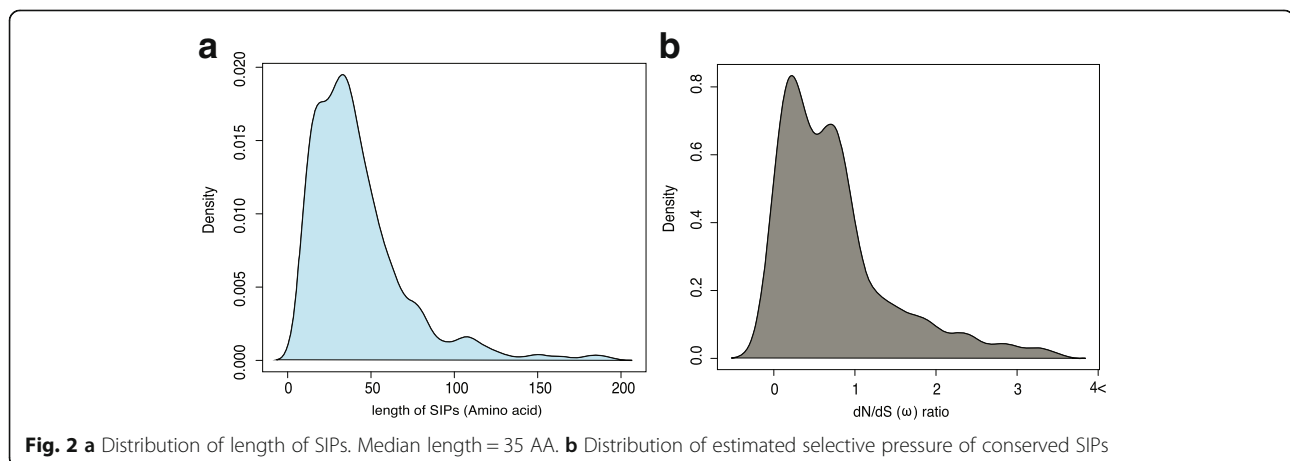 a
b
0.020
0.015
0.010
0.005
0.000
Density
0 50 100 150 200
length of SIPs (Amino acid)
0.8
0.6
0.4
0.2
0.0
Density
0 1 2 3 4<
dN/dS (ω) ratio
Fig. 2 a Distribution of length of SIPs. Median length = 35 AA. b Distribution of estimated selective pressure of conserved SIPs